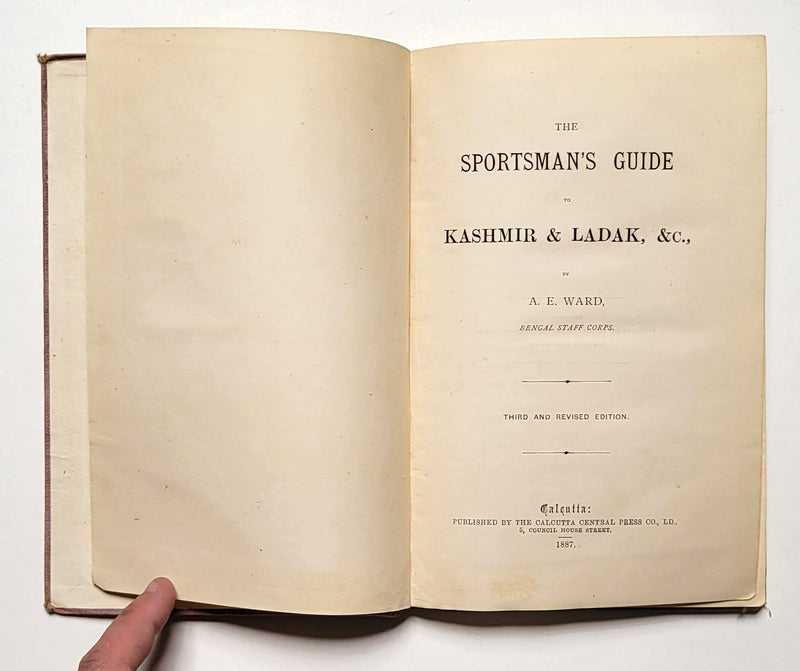 THE
SPORTSMAN'S GUIDE
TO
KASHMIR & LADAK, &C.,
BY
A. E. WARD,
BENGAL STAFF CORPS.
THIRD AND REVISED EDITION.
Calcutta:
PUBLISHED BY THE CALCUTTA CENTRAL PRESS CO., LD.
5, COUNCIL HOUSE STREET.
1887.